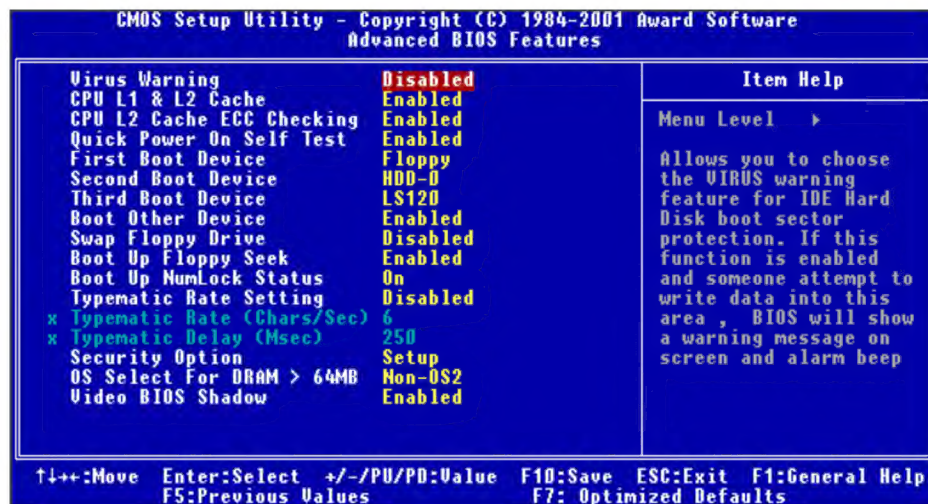 CMOS Setup Utility - Copyright (C) 1984-2001 Award Software
Advanced BIOS Features
Virus Warning Disabled
CPU L1 & L2 Cache Enabled
CPU L2 Cache ECC Checking Enabled
Quick Power On Self Test Enabled
First Boot Device Floppy
Second Boot Device HDD-0
Third Boot Device LS120
Boot Other Device Enabled
Swap Floppy Drive Disabled
Boot Up Floppy Seek Enabled
Boot Up NumLock Status On
Typematic Rate Setting Disabled
x Typematic Rate (Chars/Sec) 6
x Typematic Delay (Msec) 250
Security Option Setup
OS Select For DRAM > 64MB Non-OS2
Video BIOS Shadow Enabled
Item Help
Menu Level ▸
Allows you to choose
the VIRUS warning
feature for IDE Hard
Disk boot sector
protection. If this
function is enabled
and someone attempt to
write data into this
area , BIOS will show
a warning message on
screen and alarm beep
↑↓→←:Move Enter:Select +/-/PU/PD:Value F10:Save ESC:Exit F1:General Help
F5:Previous Values F7: Optimized Defaults